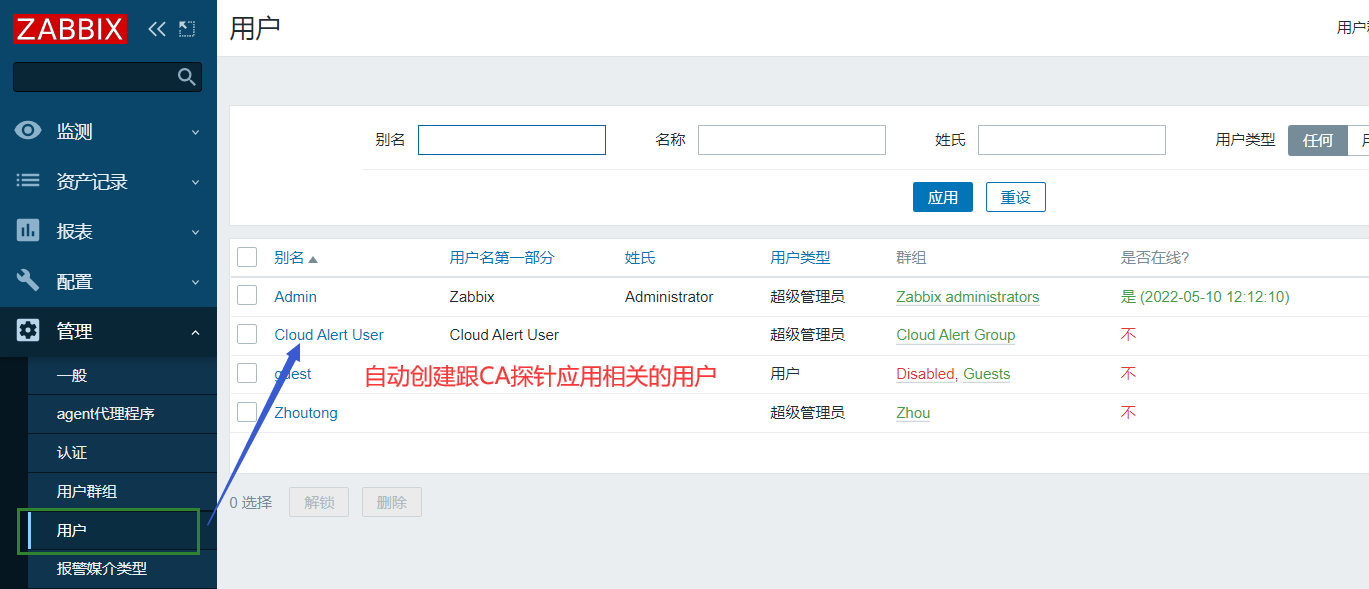 ZABBIX
用户
监测
资产记录
报表
配置
管理
一般
agent代理程序
认证
用户群组
用户
报警媒介类型
别名
名称
姓氏
用户类型 任何
应用 重设
别名 用户名第一部分 姓氏 用户类型 群组 是否在线?
Admin Zabbix Administrator 超级管理员 Zabbix administrators 是 (2022-05-10 12:12:10)
Cloud Alert User Cloud Alert User 超级管理员 Cloud Alert Group 不
guest 用户 Disabled, Guests 不
自动创建跟CA探针应用相关的用户
Zhoutong 超级管理员 Zhou 不
0 选择 解锁 删除